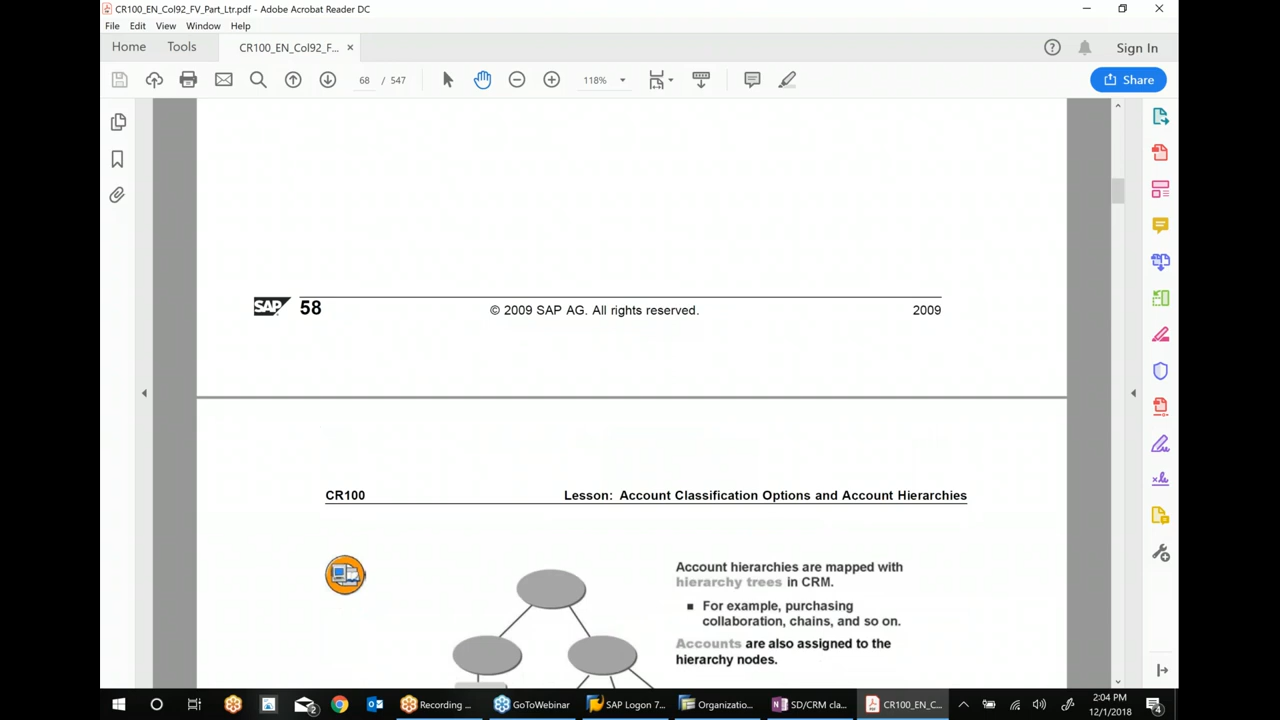 CR100_EN_Col92_FV_Part_Ltr.pdf - Adobe Acrobat Reader DC
File Edit View Window Help
Home Tools CR100_EN_Col92_F... × Sign In
68 / 547 118% Share
SAP 58 © 2009 SAP AG. All rights reserved. 2009
CR100 Lesson: Account Classification Options and Account Hierarchies
Account hierarchies are mapped with
hierarchy trees in CRM.
■ For example, purchasing
collaboration, chains, and so on.
Accounts are also assigned to the
hierarchy nodes.
2:04 PM
Recording ... GoToWebinar SAP Logon 7... Organizatio... SD/CRM cla... CR100_EN_C...
12/1/2018
2
4